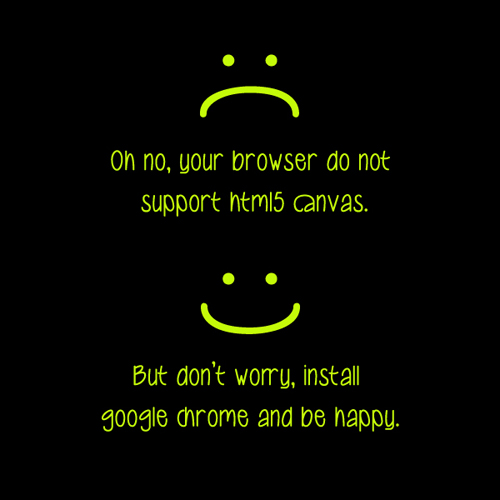 Oh no, your browser do not
support html5 canvas.
But don't worry, install
google chrome and be happy.